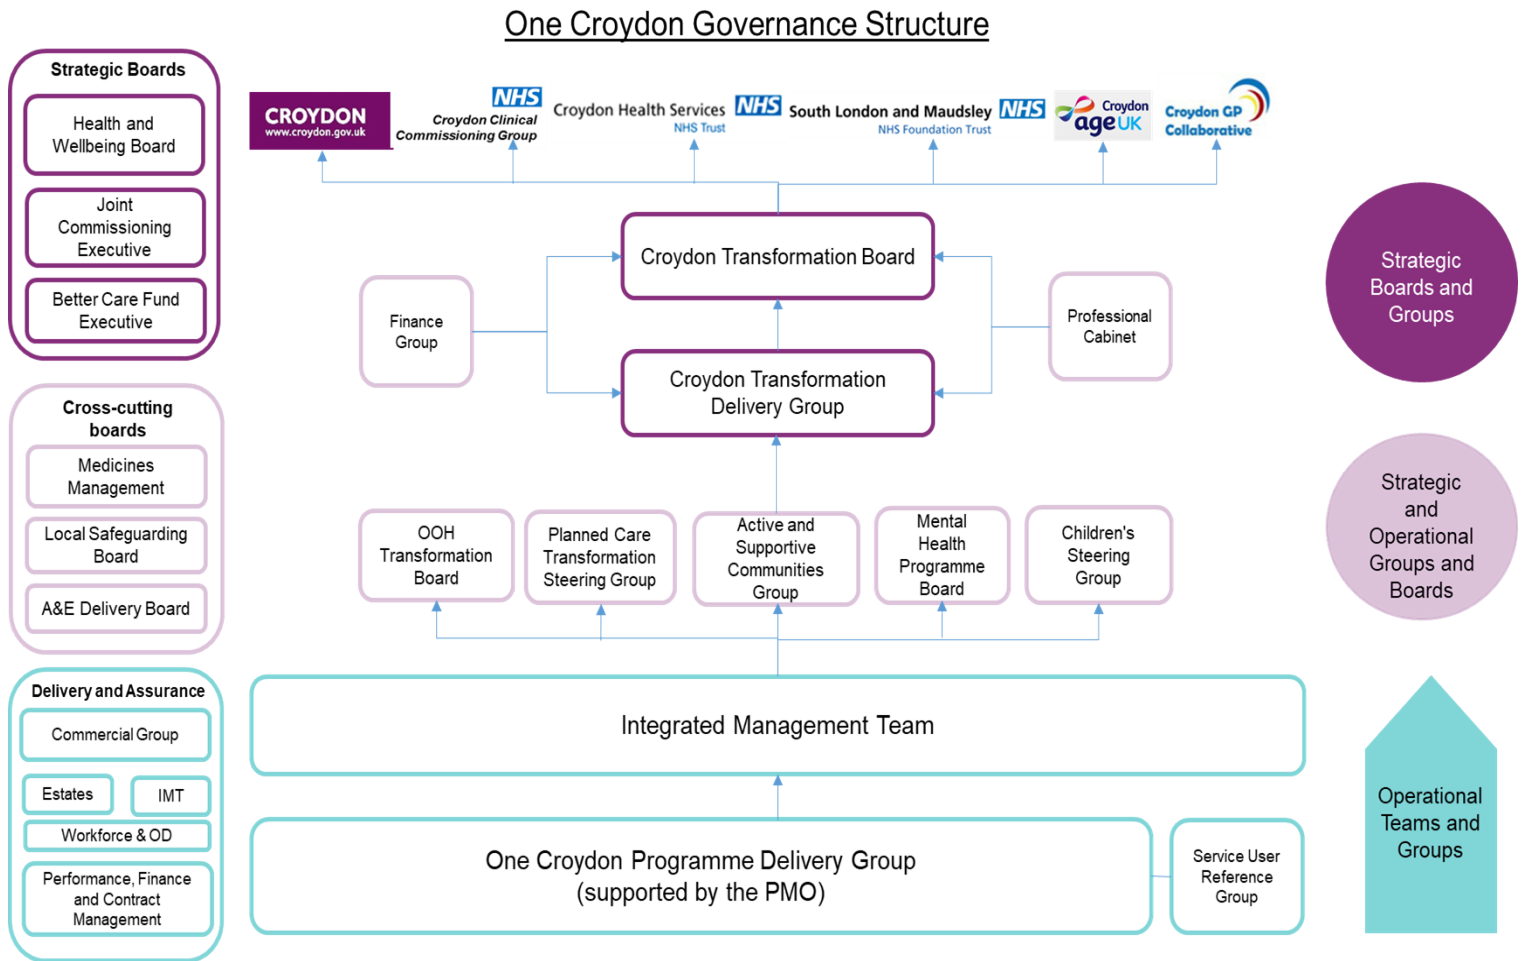 One Croydon Governance Structure
Strategic Boards
Health and
Wellbeing Board
Joint
Commissioning
Executive
Better Care Fund
Executive
Cross-cutting
boards
Medicines
Management
Local Safeguarding
Board
A&E Delivery Board
Delivery and Assurance
Commercial Group
Estates
IMT
Workforce & OD
Performance, Finance
and Contract
Management
CROYDON
www.croydon.gov.uk
NHS
Croydon Clinical
Commissioning Group
Croydon Health Services
NHS Trust
NHS
South London and Maudsley
NHS Foundation Trust
NHS
Croydon
age UK
Croydon GP
Collaborative
Croydon Transformation Board
Finance
Group
Professional
Cabinet
Croydon Transformation
Delivery Group
OOH
Transformation
Board
Planned Care
Transformation
Steering Group
Active and
Supportive
Communities
Group
Mental
Health
Programme
Board
Children's
Steering
Group
Integrated Management Team
One Croydon Programme Delivery Group
(supported by the PMO)
Service User
Reference
Group
Strategic
Boards and
Groups
Strategic
and
Operational
Groups and
Boards
Operational
Teams and
Groups